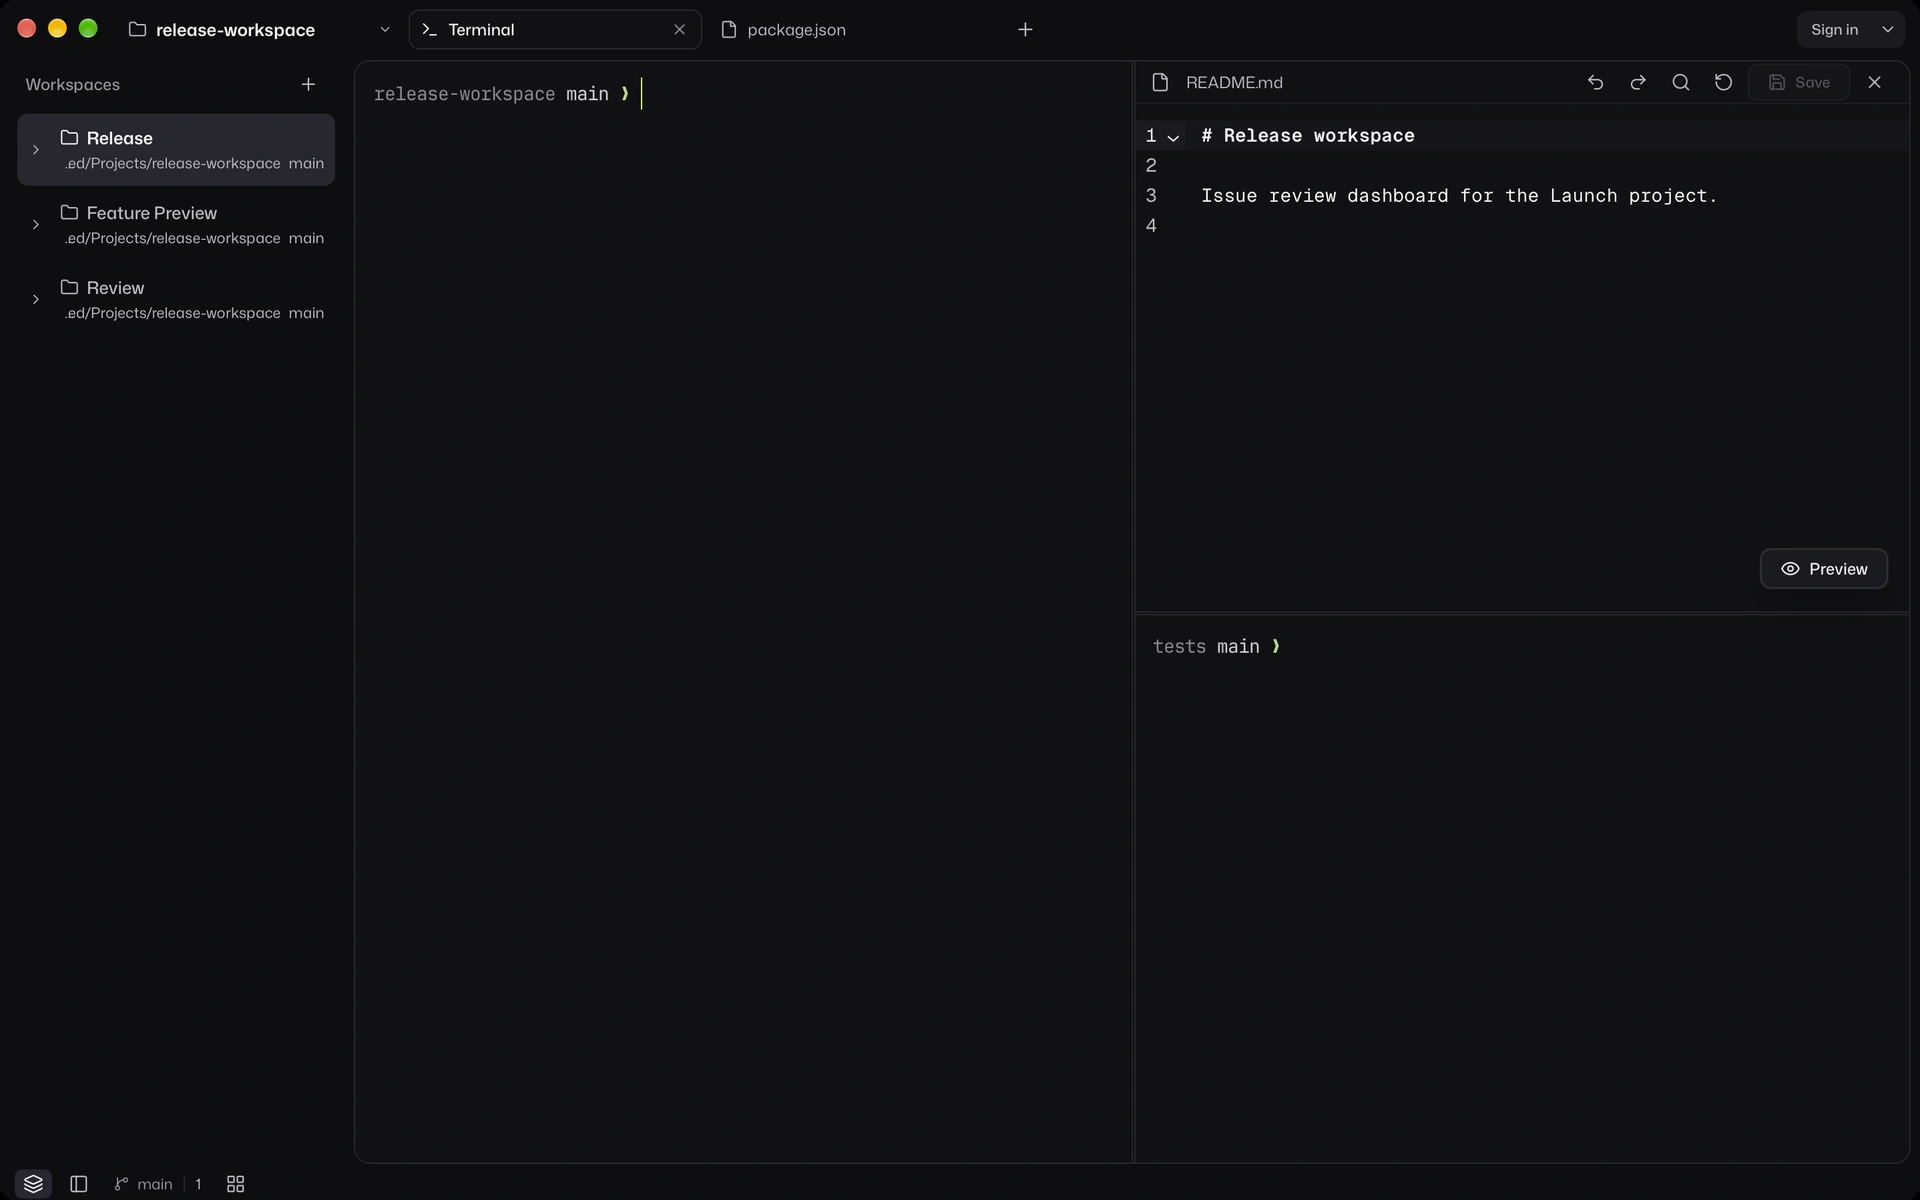 release-workspace
Terminal
package.json
Sign in
Workspaces
Release
.ed/Projects/release-workspace main
Feature Preview
.ed/Projects/release-workspace main
Review
.ed/Projects/release-workspace main
release-workspace main ❯
README.md
Save
1 # Release workspace
2
3 Issue review dashboard for the Launch project.
4
Preview
tests main ❯
main 1